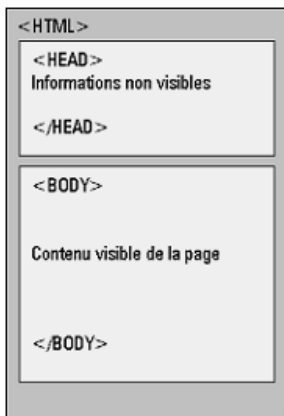 <HTML>
<HEAD>
Informations non visibles
</HEAD>
<BODY>
Contenu visible de la page
</BODY>